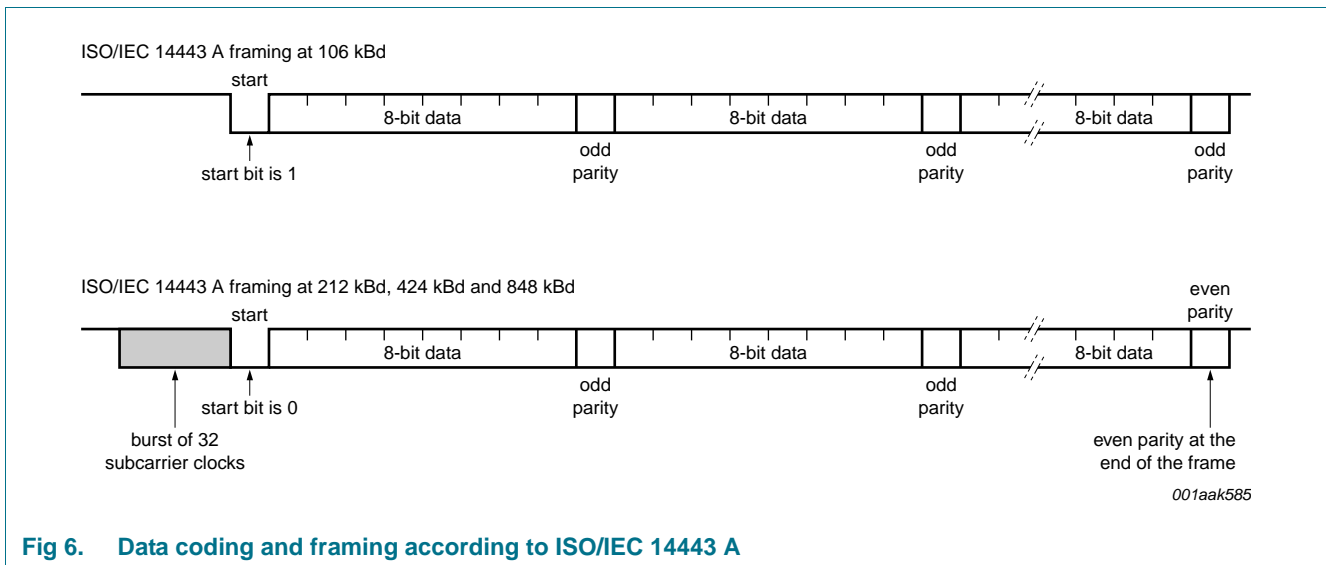 ISO/IEC 14443 A framing at 106 kBd
start
8-bit data
8-bit data
8-bit data
odd
parity
odd
parity
odd
parity
start bit is 1
ISO/IEC 14443 A framing at 212 kBd, 424 kBd and 848 kBd
even
parity
start
8-bit data
8-bit data
8-bit data
odd
parity
odd
parity
start bit is 0
burst of 32
subcarrier clocks
even parity at the
end of the frame
001aak585
Fig 6. Data coding and framing according to ISO/IEC 14443 A